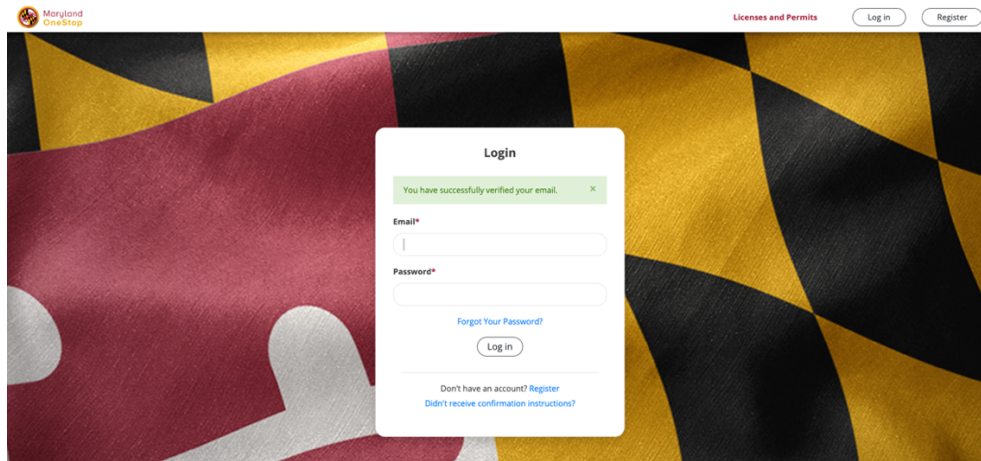 Maryland
OneStop
Licenses and Permits
Log in
Register
Login
You have successfully verified your email.
×
Email*
Password*
Forgot Your Password?
Log in
Don't have an account? Register
Didn't receive confirmation instructions?